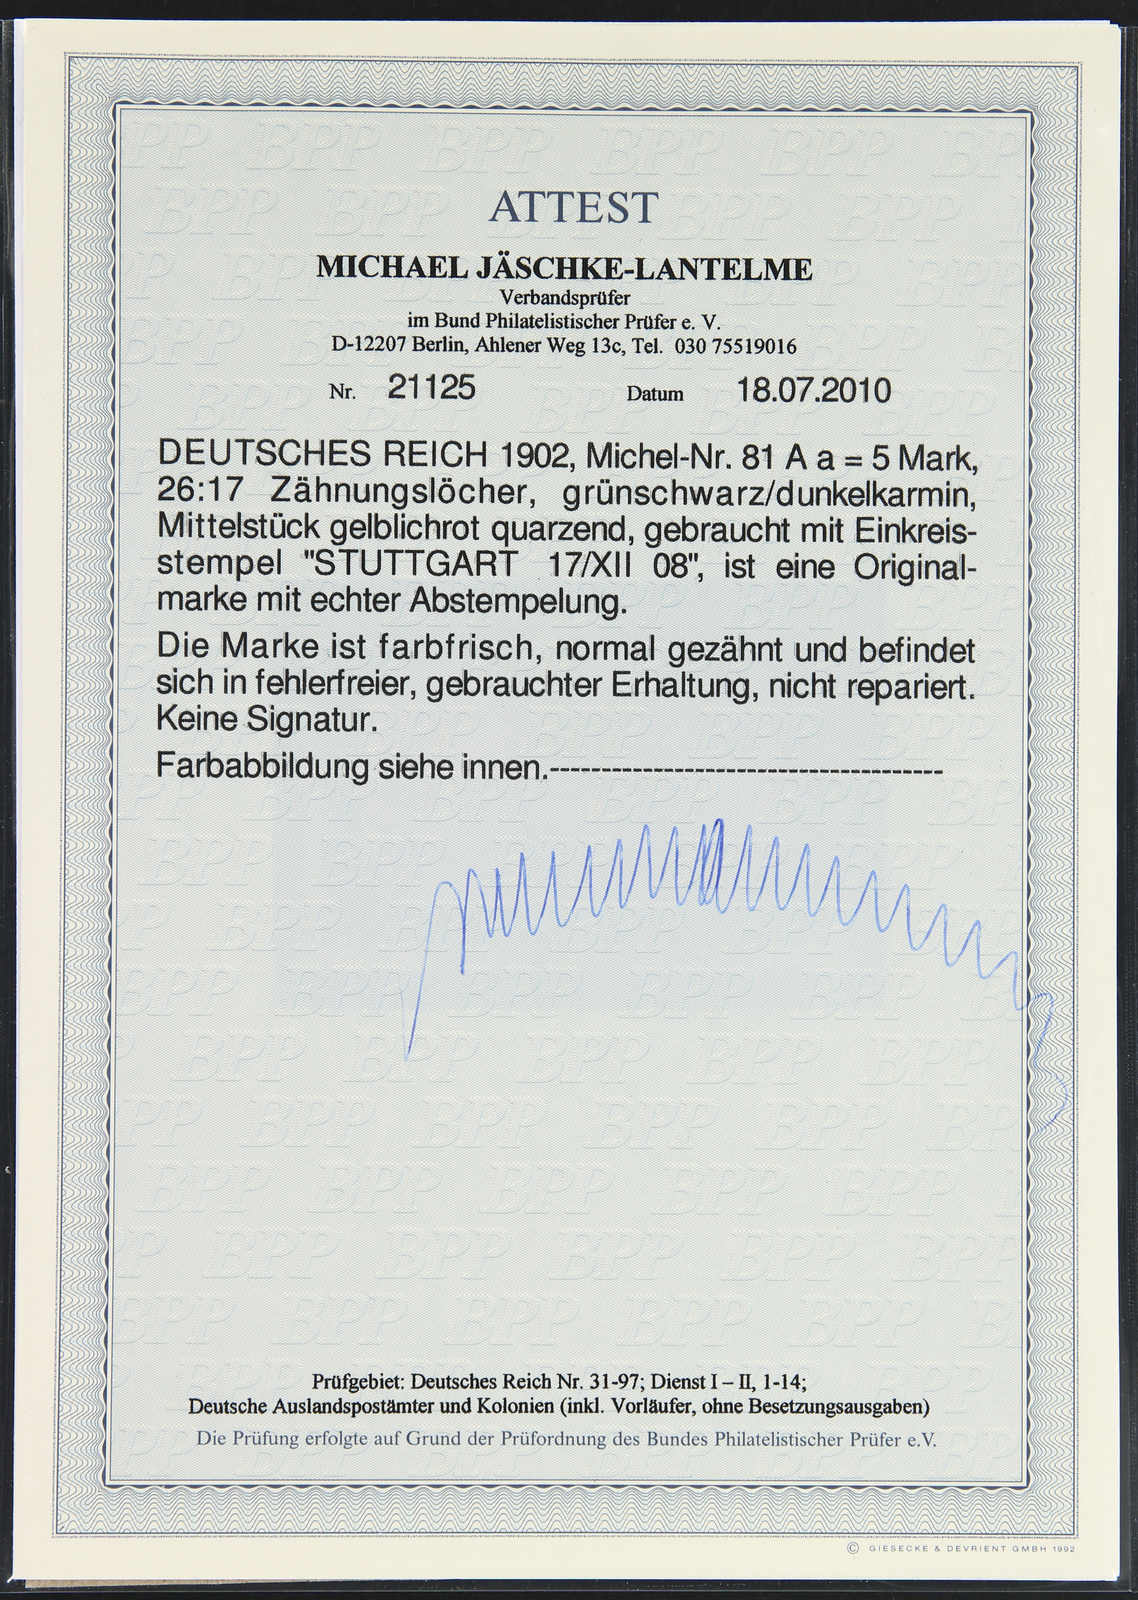 ATTEST
MICHAEL JÄSCHKE-LANTELME
Verbandsprüfer
im Bund Philatelistischer Prüfer e. V.
D-12207 Berlin, Ahlener Weg 13c, Tel. 030 75519016
Nr. 21125 Datum 18.07.2010
DEUTSCHES REICH 1902, Michel-Nr. 81 A a = 5 Mark,
26:17 Zähnungslöcher, grünschwarz/dunkelkarmin,
Mittelstück gelblichrot quarzend, gebraucht mit Einkreis-
stempel "STUTTGART 17/XII 08", ist eine Original-
marke mit echter Abstempelung.
Die Marke ist farbfrisch, normal gezähnt und befindet
sich in fehlerfreier, gebrauchter Erhaltung, nicht repariert.
Keine Signatur.
Farbabbildung siehe innen.--------------------------------------
Prüfgebiet: Deutsches Reich Nr. 31-97; Dienst I – II, 1-14;
Deutsche Auslandspostämter und Kolonien (inkl. Vorläufer, ohne Besetzungsausgaben)
Die Prüfung erfolgte auf Grund der Prüfordnung des Bundes Philatelistischer Prüfer e.V.
© GIESECKE & DEVRIENT GMBH 1992